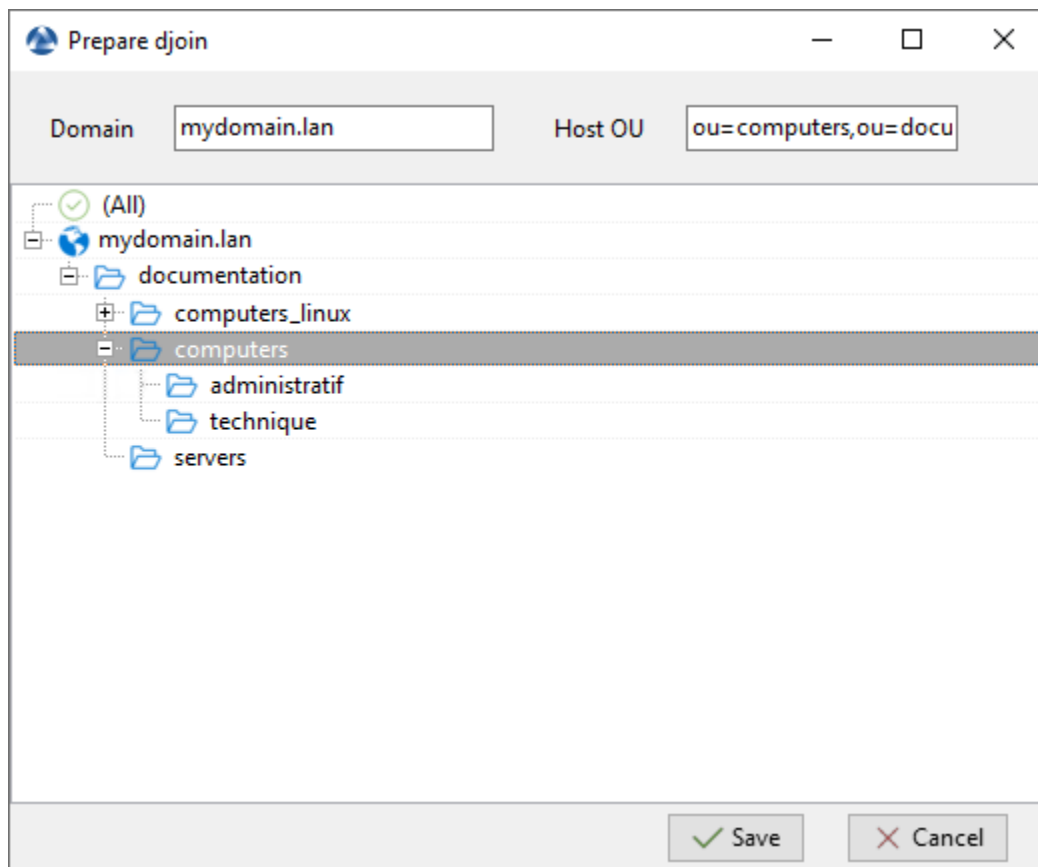 Prepare djoin
Domain mydomain.lan Host OU ou=computers,ou=docu
(All)
mydomain.lan
documentation
computers_linux
computers
administratif
technique
servers
Save Cancel